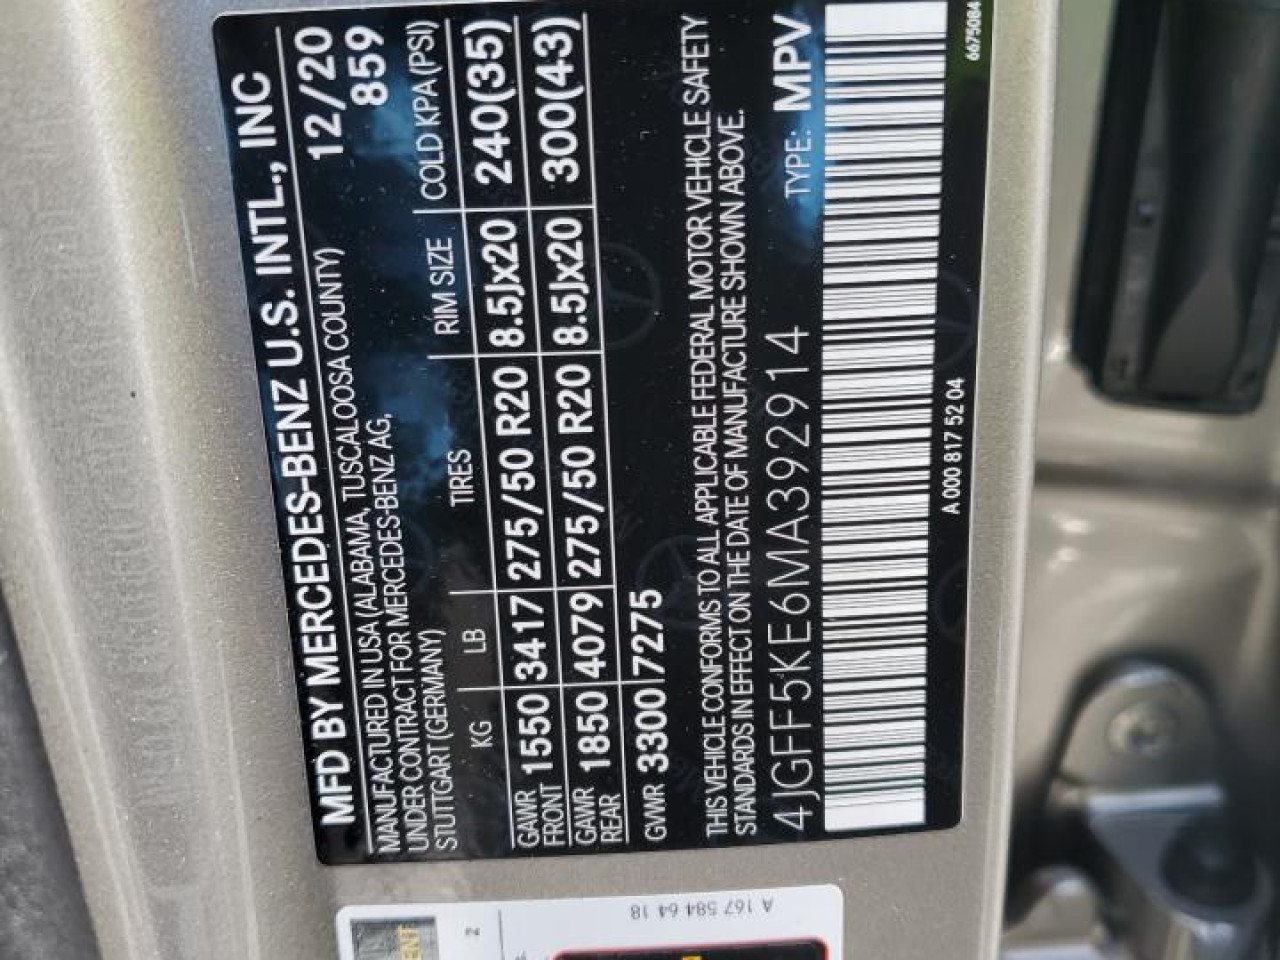 MFD BY MERCEDES-BENZ U.S. INTL., INC
MANUFACTURED IN USA (ALABAMA, TUSCALOOSA COUNTY) 12/20
UNDER CONTRACT FOR MERCEDES-BENZ AG, 859
STUTTGART (GERMANY)
KG LB TIRES RIM SIZE COLD KPA (PSI)
GAWR FRONT 1550 3417 275/50 R20 8.5Jx20 240(35)
GAWR REAR 1850 4079 275/50 R20 8.5Jx20 300(43)
GVWR 3300 7275
THIS VEHICLE CONFORMS TO ALL APPLICABLE FEDERAL MOTOR VEHICLE SAFETY
STANDARDS IN EFFECT ON THE DATE OF MANUFACTURE SHOWN ABOVE.
4JGFF5KE6MA392914 TYPE: MPV
A 000 817 52 04
6675084
A 167 584 64 18
2